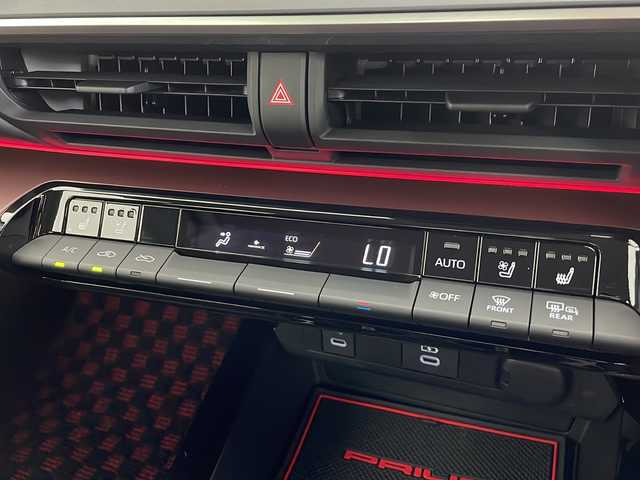 ECO
LO
A/C
AUTO
OFF
FRONT
REAR
PRIUS